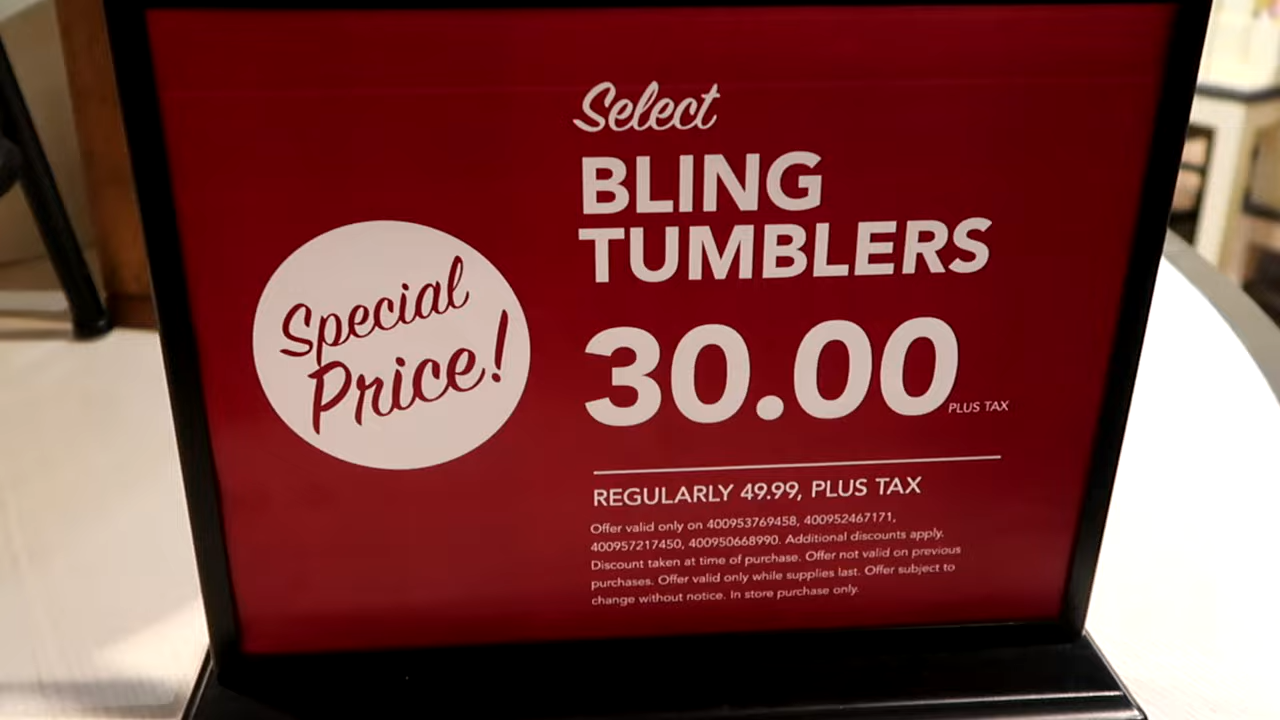 Special
Price!
Select
BLING
TUMBLERS
30.00
PLUS TAX
REGULARLY 49.99, PLUS TAX
Offer valid only on 400953769458, 400952467171,
400957217450, 400950668990. Additional discounts apply.
Discount taken at time of purchase. Offer not valid on previous
purchases. Offer valid only while supplies last. Offer subject to
change without notice. In store purchase only.